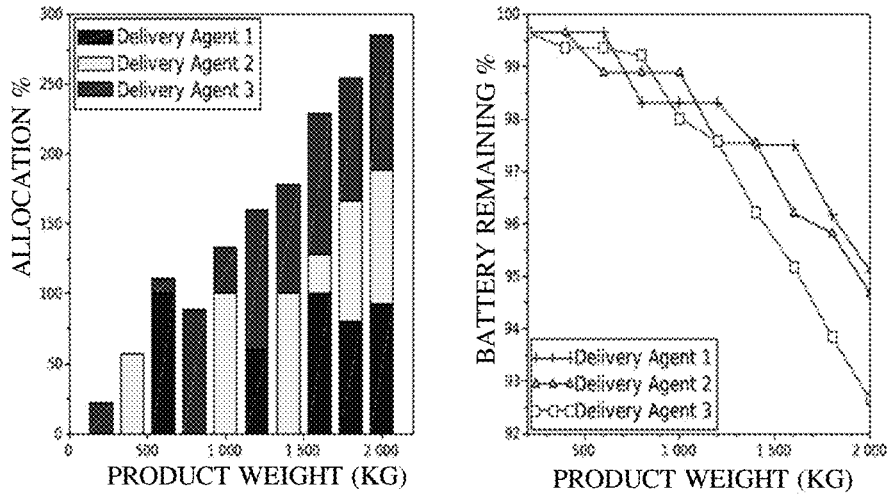 300
250
200
150
100
50
0
ALLOCATION %
Delivery Agent 1
Delivery Agent 2
Delivery Agent 3
0
500
1 000
1 500
2 000
PRODUCT WEIGHT (KG)
100
99
98
97
96
95
94
93
92
BATTERY REMAINING %
Delivery Agent 1
Delivery Agent 2
Delivery Agent 3
500
1 000
1 500
2 000
PRODUCT WEIGHT (KG)